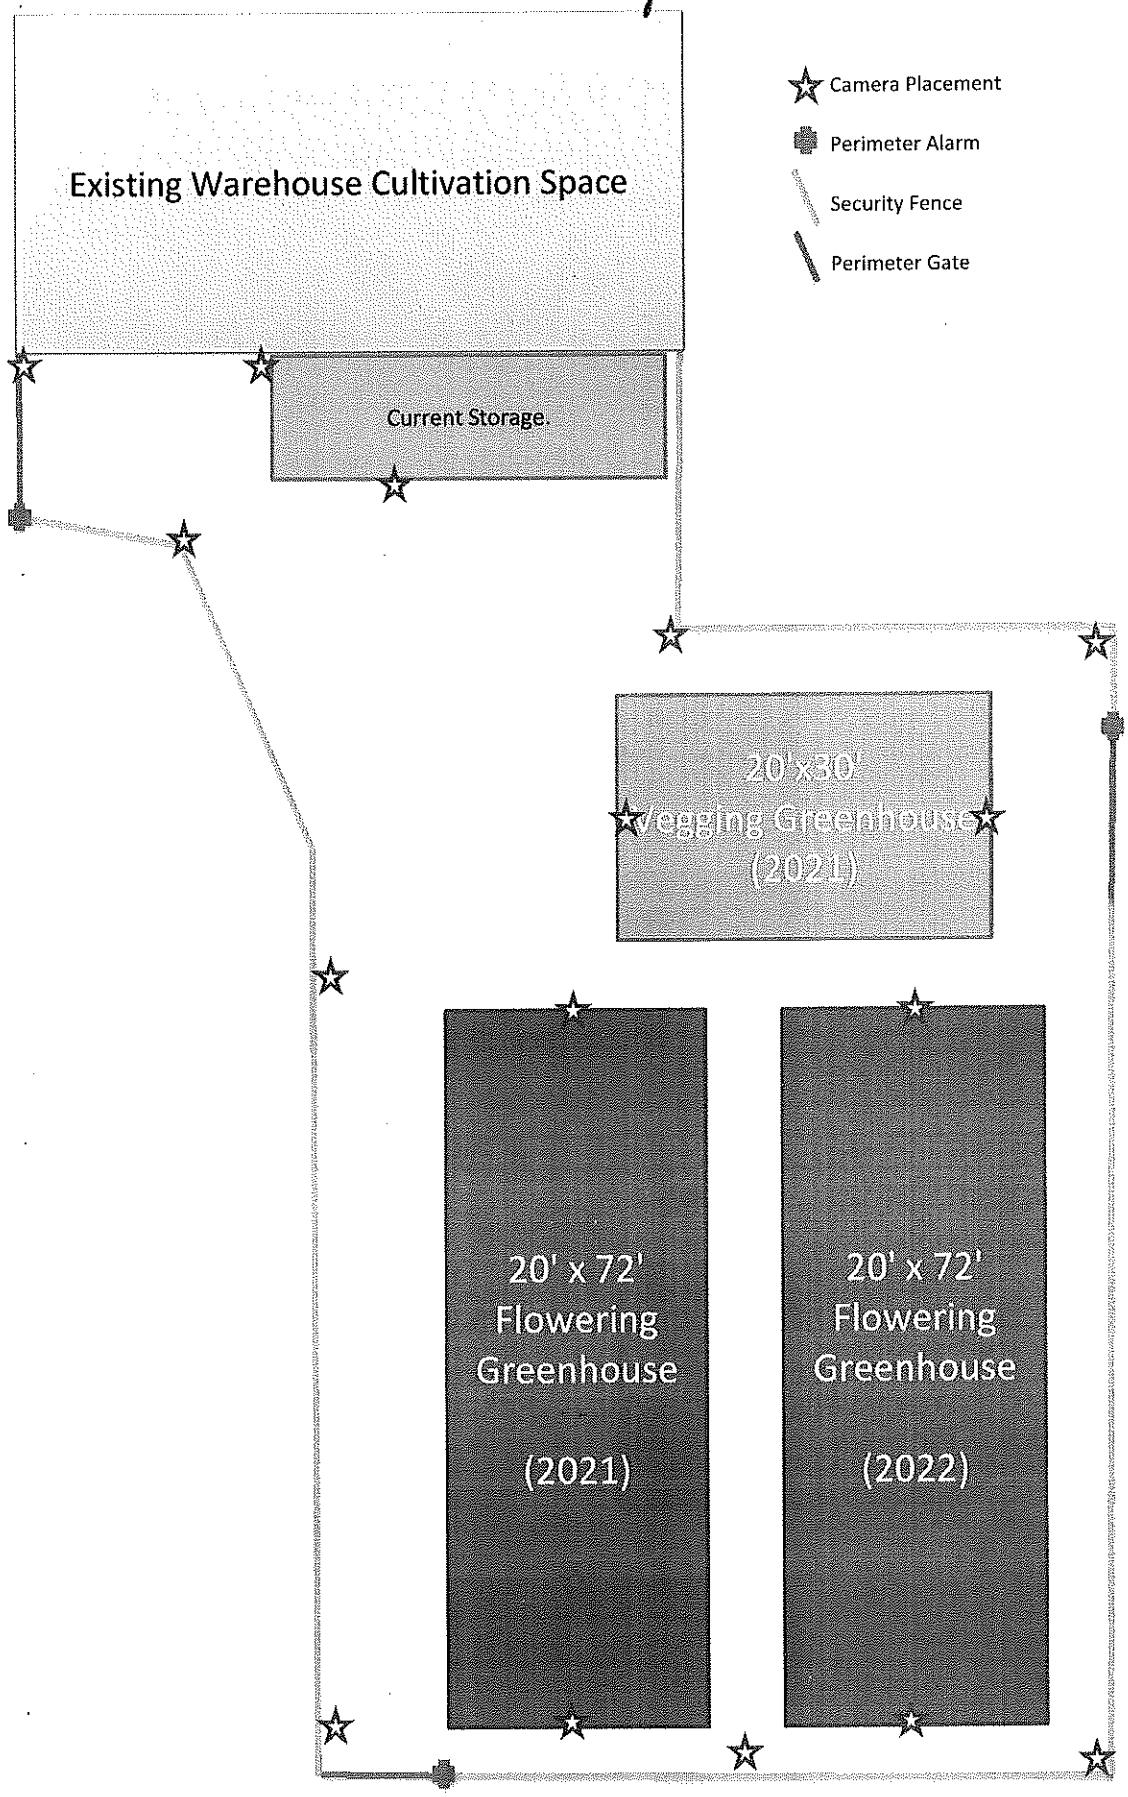 Existing Warehouse Cultivation Space
Camera Placement
Perimeter Alarm
Security Fence
Perimeter Gate
Current Storage.
20'x30'
Vegging Greenhouse
(2021)
20' x 72'
Flowering
Greenhouse
(2021)
20' x 72'
Flowering
Greenhouse
(2022)